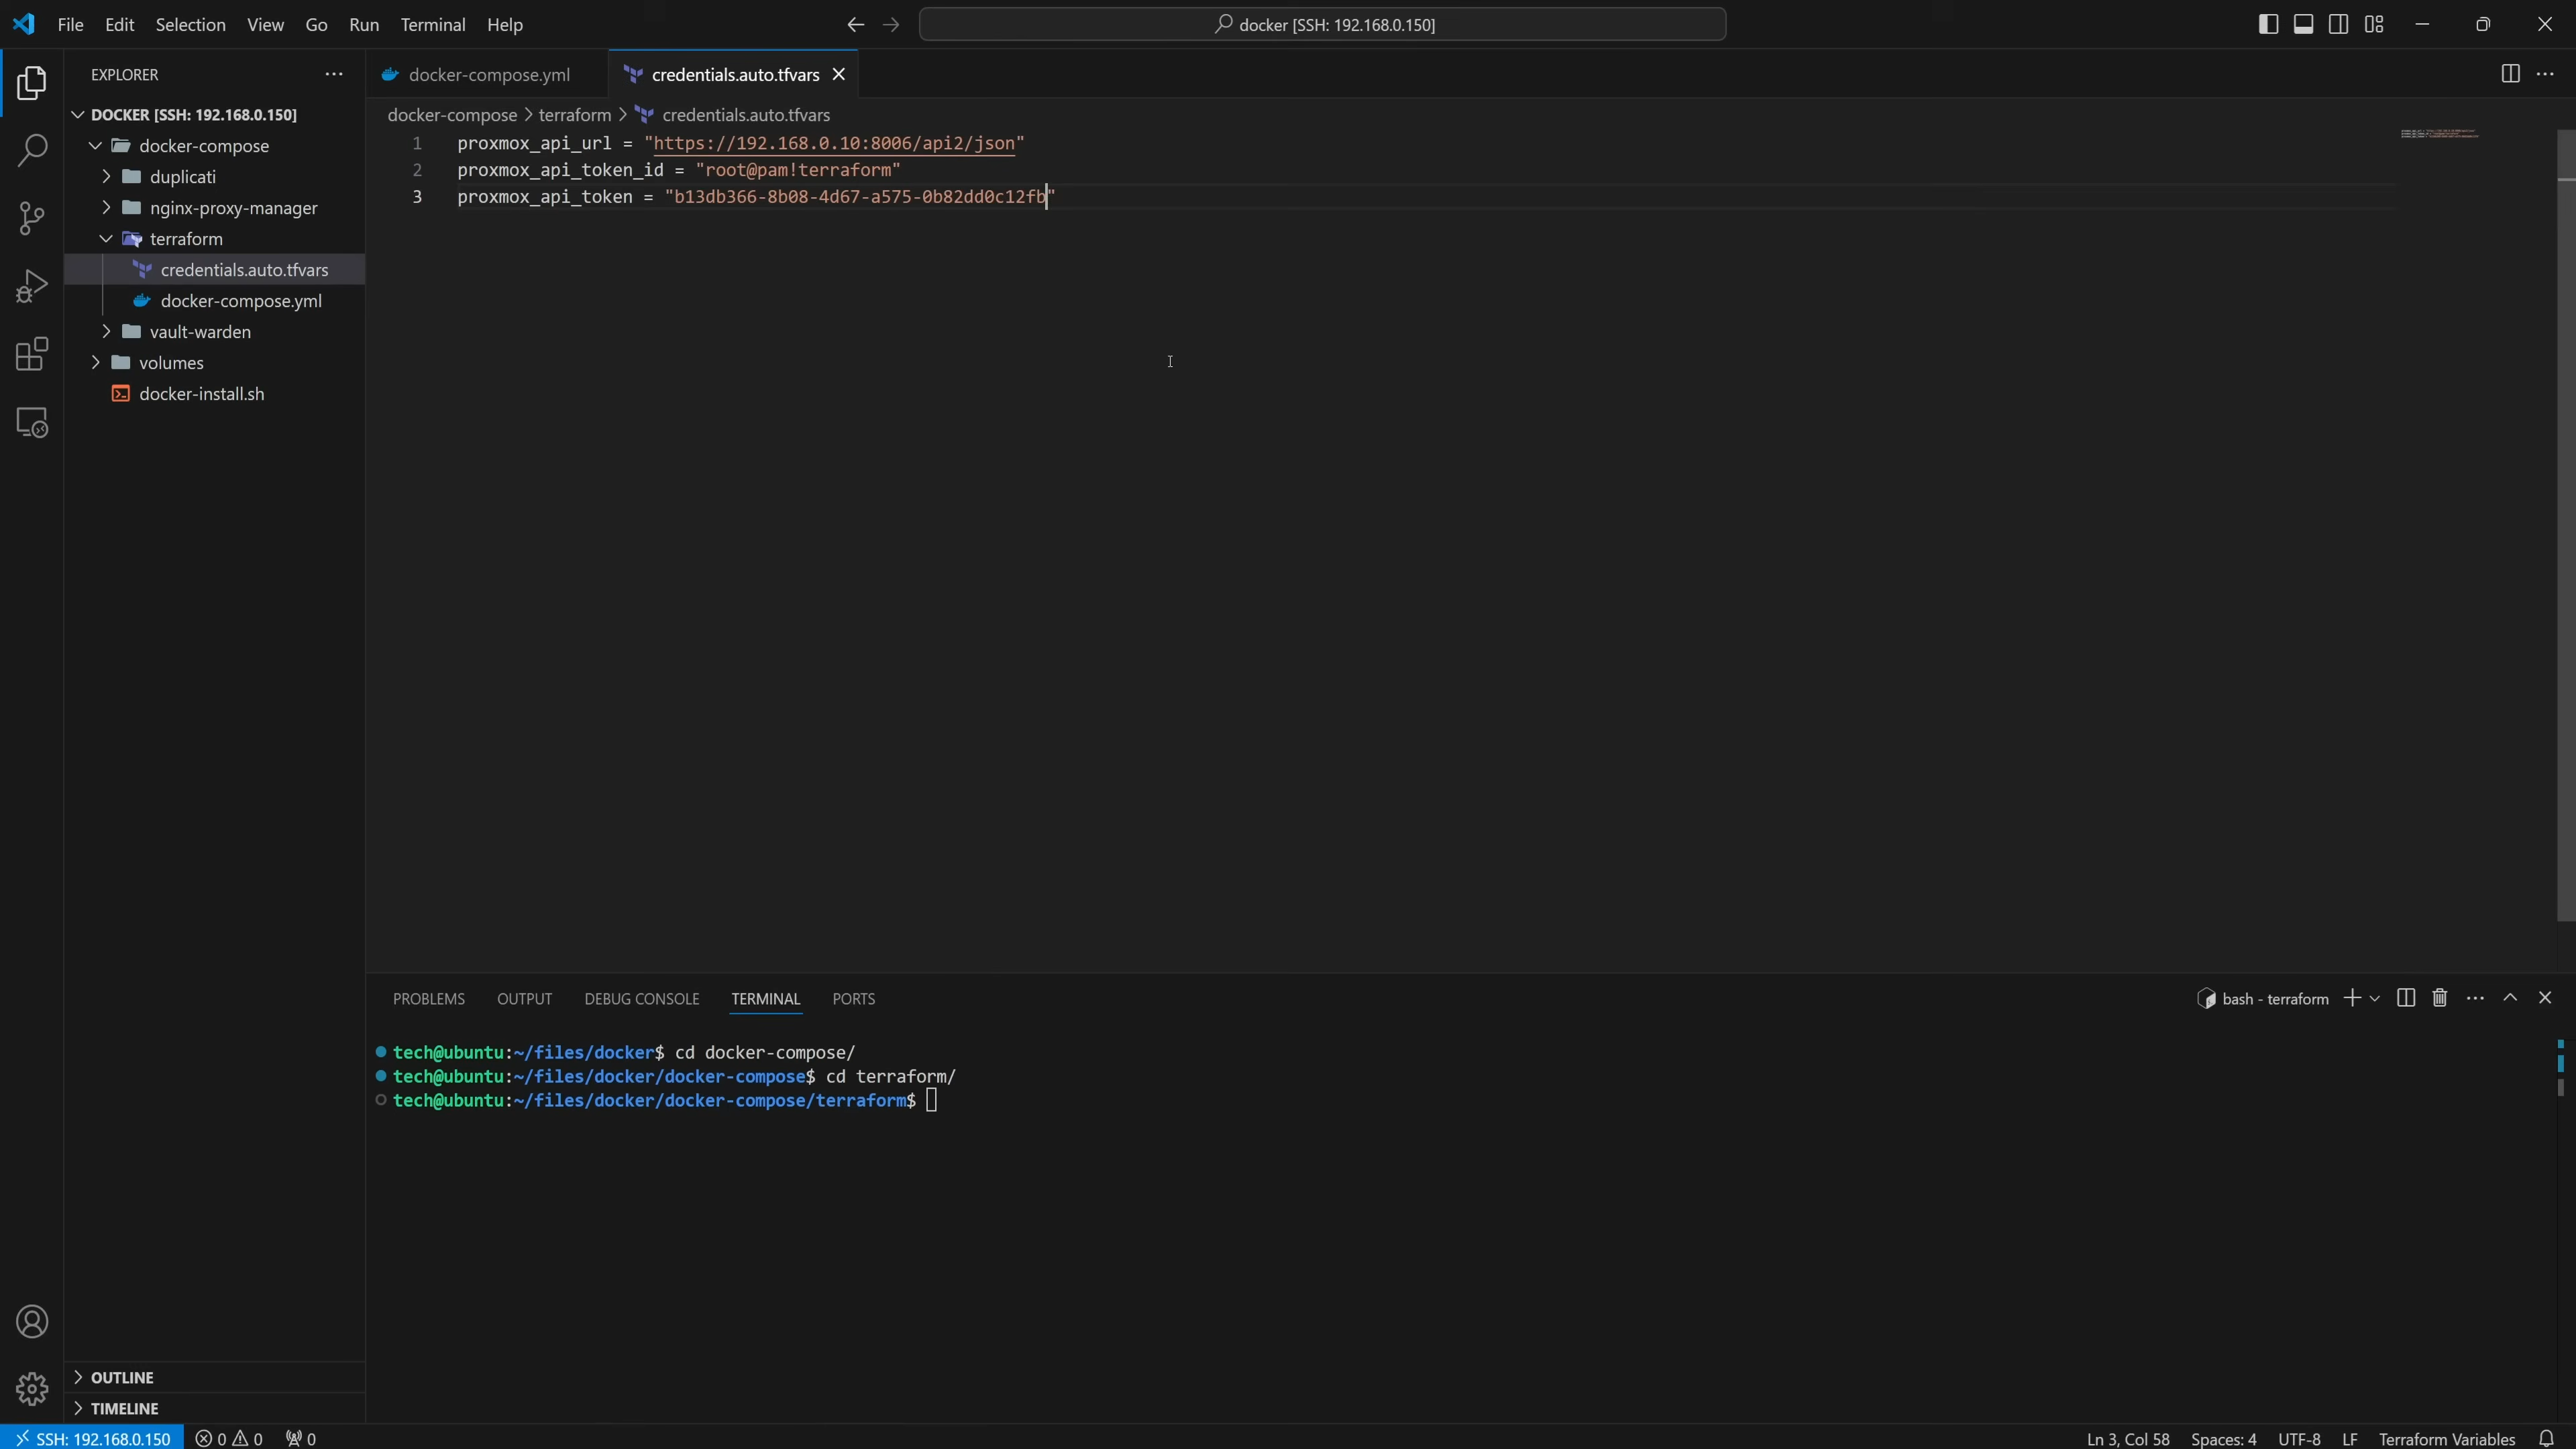 File Edit Selection View Go Run Terminal Help
docker [SSH: 192.168.0.150]
EXPLORER
DOCKER [SSH: 192.168.0.150]
docker-compose
duplicati
nginx-proxy-manager
terraform
credentials.auto.tfvars
docker-compose.yml
vault-warden
volumes
docker-install.sh
OUTLINE
TIMELINE
docker-compose.yml credentials.auto.tfvars
docker-compose > terraform > credentials.auto.tfvars
1 proxmox_api_url = "https://192.168.0.10:8006/api2/json"
2 proxmox_api_token_id = "root@pam!terraform"
3 proxmox_api_token = "b13db366-8b08-4d67-a575-0b82dd0c12fb"
PROBLEMS OUTPUT DEBUG CONSOLE TERMINAL PORTS
bash - terraform
tech@ubuntu:~/files/docker$ cd docker-compose/
tech@ubuntu:~/files/docker/docker-compose$ cd terraform/
tech@ubuntu:~/files/docker/docker-compose/terraform$
SSH: 192.168.0.150 0 0 0
Ln 3, Col 58 Spaces: 4 UTF-8 LF Terraform Variables